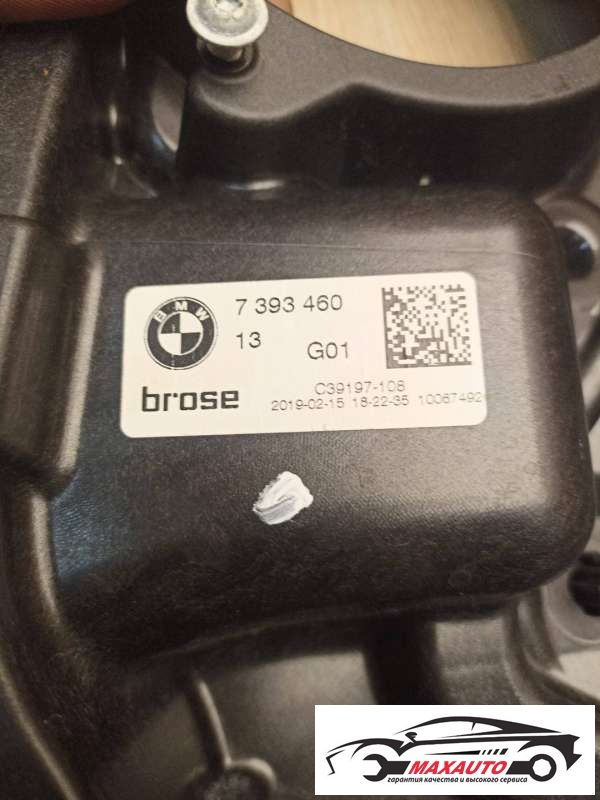 BMW
7 393 460
13
G01
brose
C39197-108
2019-02-15 18-22-35
MAXAUTO
гарантия качества и высокого сервиса